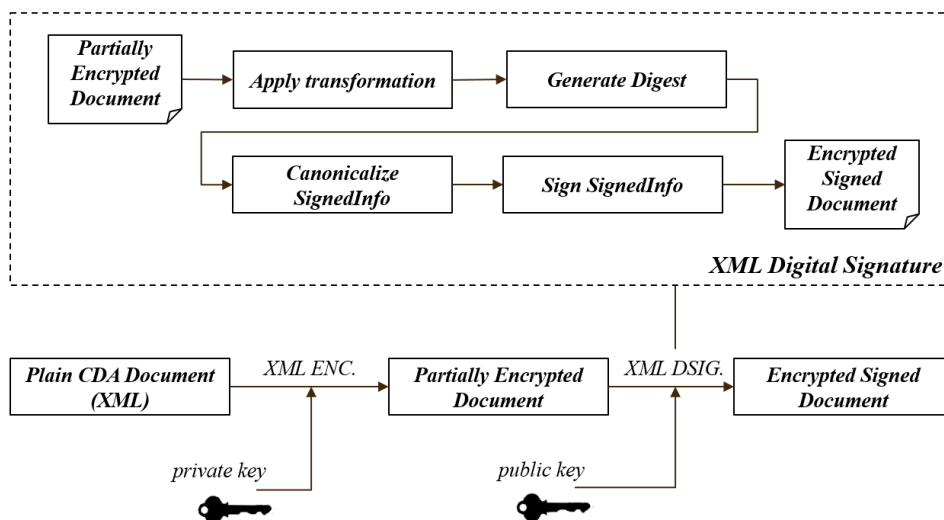 Partially
Encrypted
Document
Apply transformation
Generate Digest
Canonicalize
SignedInfo
Sign SignedInfo
Encrypted
Signed
Document
XML Digital Signature
Plain CDA Document
(XML)
XML ENC.
Partially Encrypted
Document
XML DSIG.
Encrypted Signed
Document
private key
public key